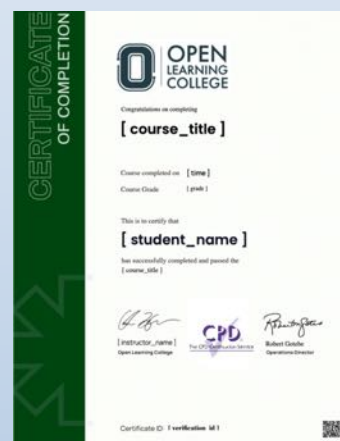 CERTIFICATE
OF COMPLETION
OPEN
LEARNING
COLLEGE
Congratulations on completing
[ course_title ]
Course completed on [ time ]
Course Grade [ grade ]
This is to certify that
[ student_name ]
has successfully completed and passed the
[ course_title ]
[ instructor_name ]
Open Learning College
CPD
The CPD Certification Service
Operations Director
Certificate ID: [ verification_id ]